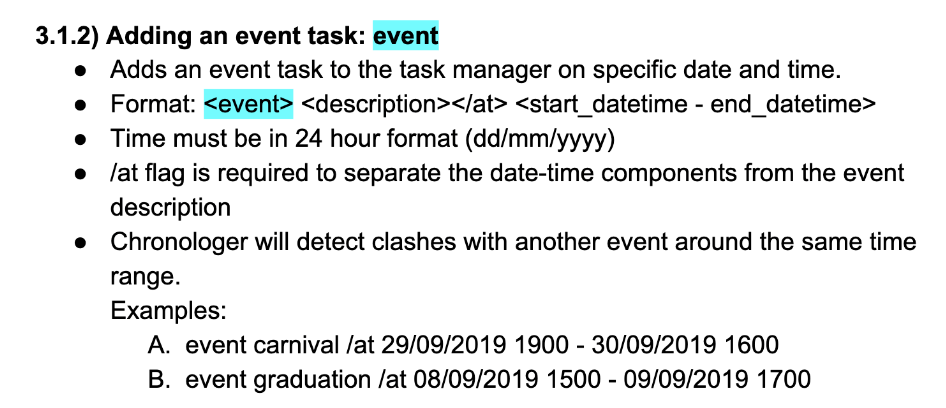 3.1.2) Adding an event task: event
● Adds an event task to the task manager on specific date and time.
● Format: <event> <description></at> <start_datetime - end_datetime>
● Time must be in 24 hour format (dd/mm/yyyy)
● /at flag is required to separate the date-time components from the event
description
● Chronologer will detect clashes with another event around the same time
range.
Examples:
A. event carnival /at 29/09/2019 1900 - 30/09/2019 1600
B. event graduation /at 08/09/2019 1500 - 09/09/2019 1700